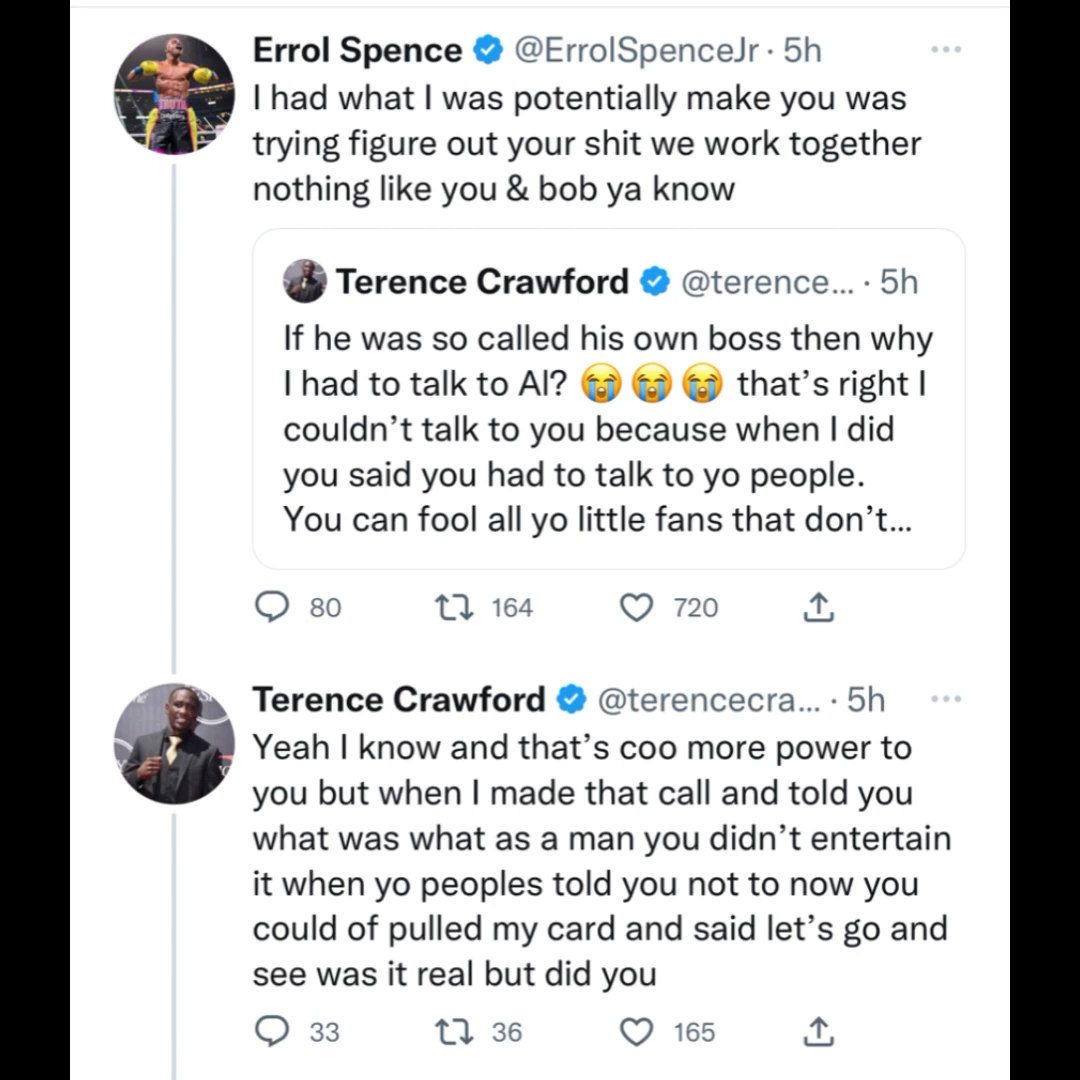 Errol Spence @ErrolSpenceJr · 5h
I had what I was potentially make you was
trying figure out your shit we work together
nothing like you & bob ya know
Terence Crawford @terence... · 5h
If he was so called his own boss then why
I had to talk to Al? 😭😭😭 that’s right I
couldn’t talk to you because when I did
you said you had to talk to yo people.
You can fool all yo little fans that don’t...
80 164 720
Terence Crawford @terencecra... · 5h
Yeah I know and that’s coo more power to
you but when I made that call and told you
what was what as a man you didn’t entertain
it when yo peoples told you not to now you
could of pulled my card and said let’s go and
see was it real but did you
33 36 165